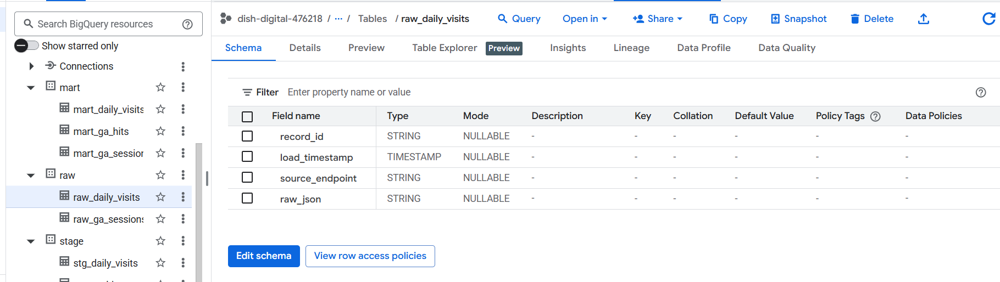 Search BigQuery resources
Show starred only
Connections
mart
mart_daily_visits
mart_ga_hits
mart_ga_session
raw
raw_daily_visits
raw_ga_sessions
stage
stg_daily_visits
dish-digital-476218 / ··· / Tables / raw_daily_visits
Query Open in Share Copy Snapshot Delete
Schema Details Preview Table Explorer Preview Insights Lineage Data Profile Data Quality
Filter Enter property name or value
Field name Type Mode Description Key Collation Default Value Policy Tags Data Policies
record_id STRING NULLABLE - - - - - -
load_timestamp TIMESTAMP NULLABLE - - - - - -
source_endpoint STRING NULLABLE - - - - - -
raw_json STRING NULLABLE - - - - - -
Edit schema View row access policies